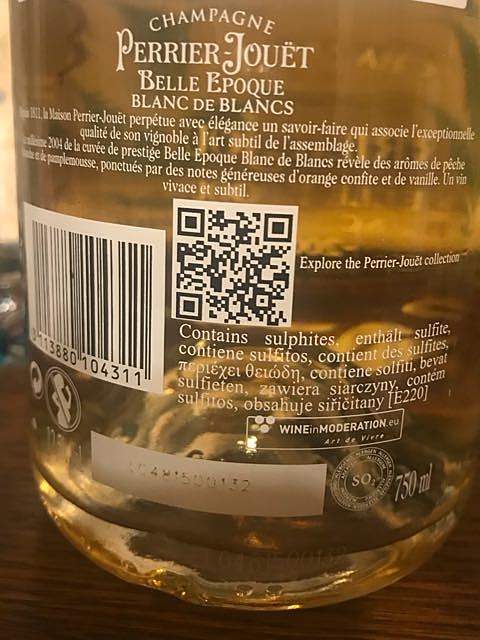 CHAMPAGNE
PERRIER-JOUËT
BELLE EPOQUE
BLANC DE BLANCS
Depuis 1811, la Maison Perrier-Jouët perpétue avec élégance un savoir-faire qui associe l'exceptionnelle
qualité de son vignoble à l'art subtil de l'assemblage.
millésime 2004 de la cuvée de prestige Belle Epoque Blanc de Blancs révèle des arômes de pêche
blanche et de pamplemousse, ponctués par des notes généreuses d'orange confite et de vanille. Un vin
vivace et subtil.
Explore the Perrier-Jouët collection
Contains sulphites, enthält sulfite,
contiene sulfitos, contient des sulfites,
περιέχει θειώδη, contiene solfiti, bevat
sulfieten, zawiera siarczyny, contém
sulfitos, obsahuje siřičitany [E220]
113880 104311
WINEinMODERATION.eu
Art de Vivre
SO₂
750 ml